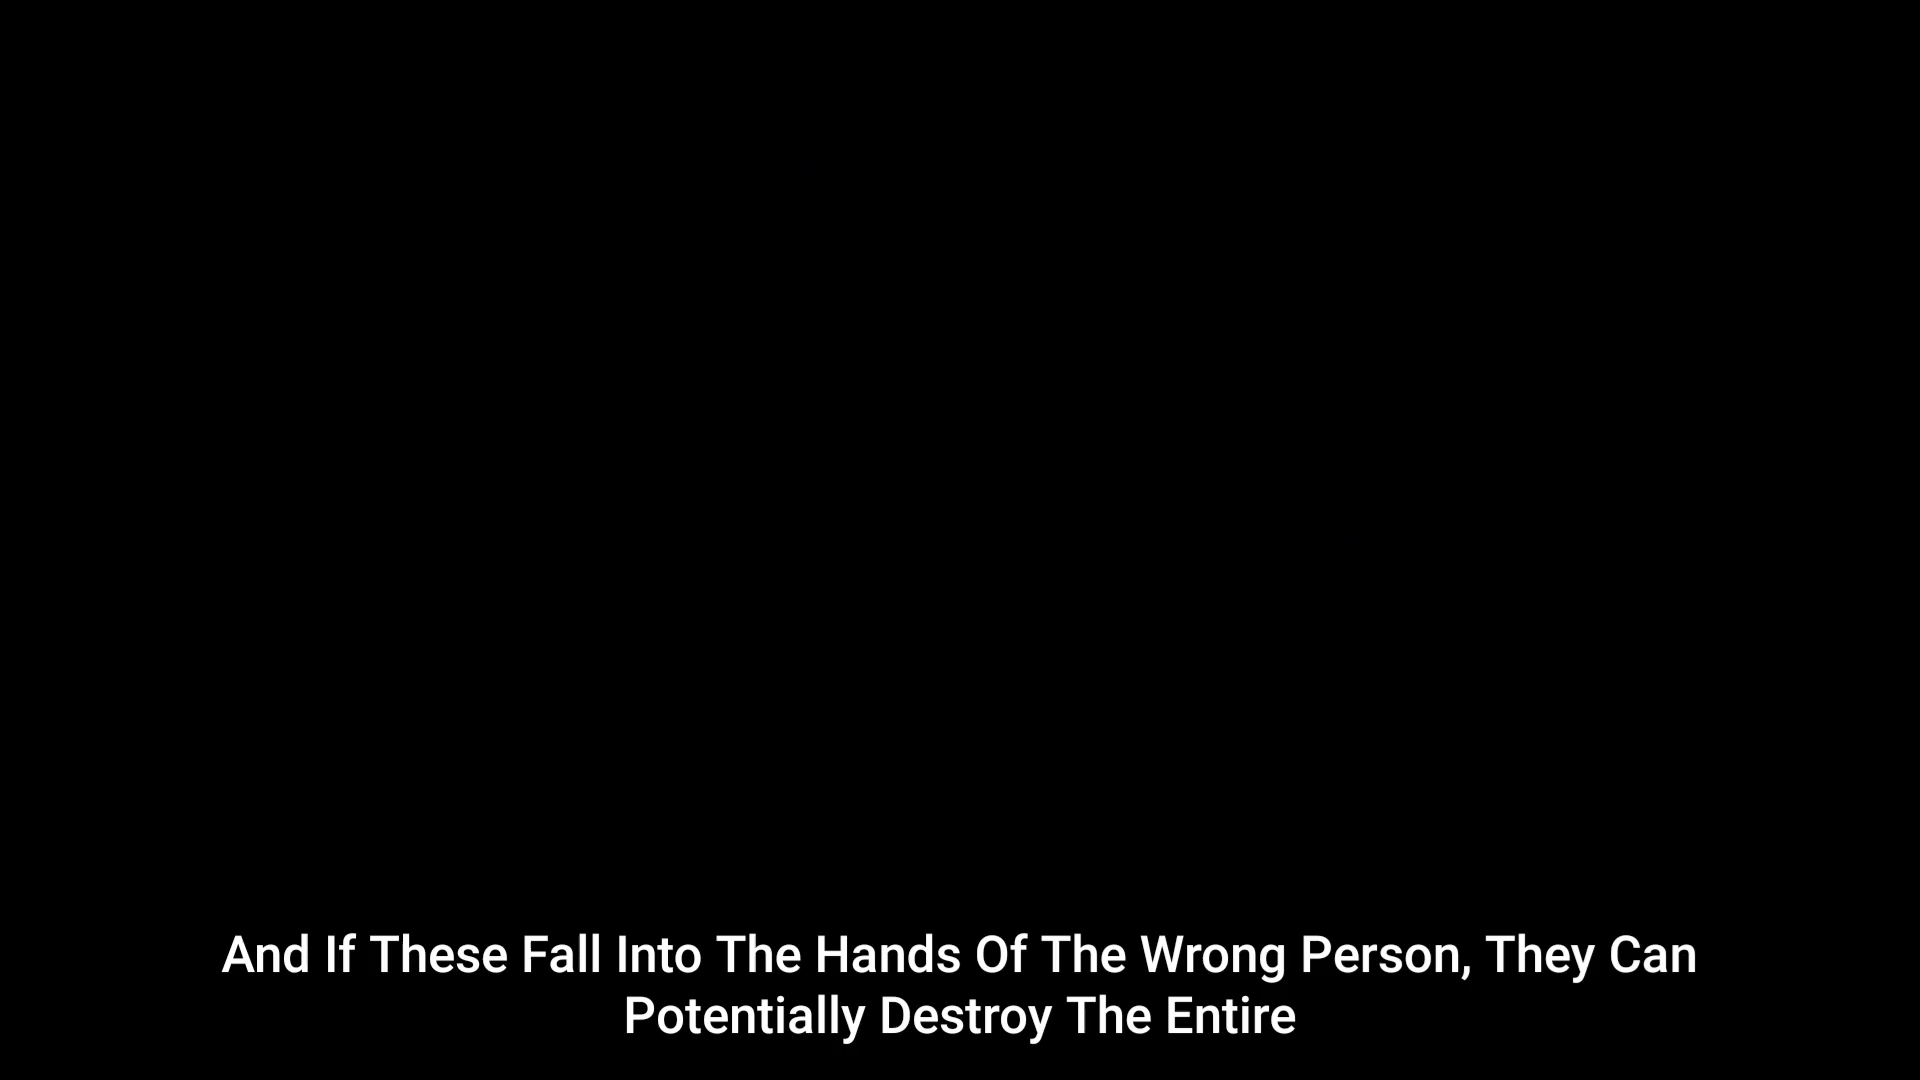 And If These Fall Into The Hands Of The Wrong Person, They Can
Potentially Destroy The Entire